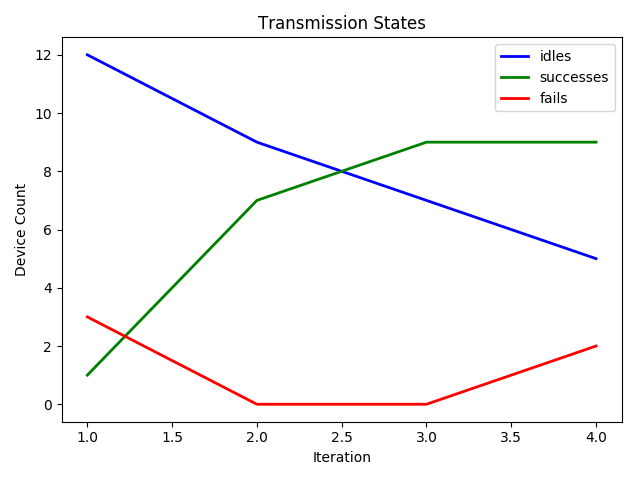 Transmission States
idles
successes
fails
Device Count
12
10
8
6
4
2
0
1.0 1.5 2.0 2.5 3.0 3.5 4.0
Iteration